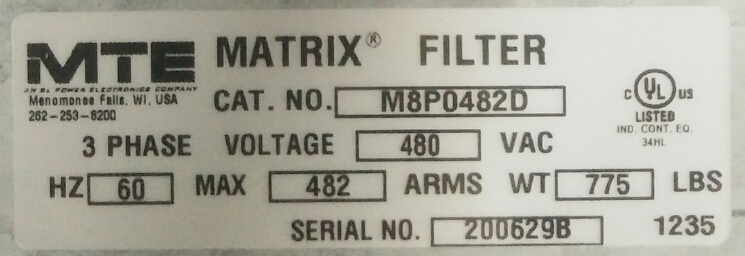 MTE MATRIX® FILTER
AN SL POWER ELECTRONICS COMPANY
Menomonee Falls, WI, USA
262-253-8200
CAT. NO. M8P0482D
C UL US
LISTED
IND. CONT. EQ.
34HL
3 PHASE VOLTAGE 480 VAC
HZ 60 MAX 482 ARMS WT 775 LBS
SERIAL NO. 200629B 1235